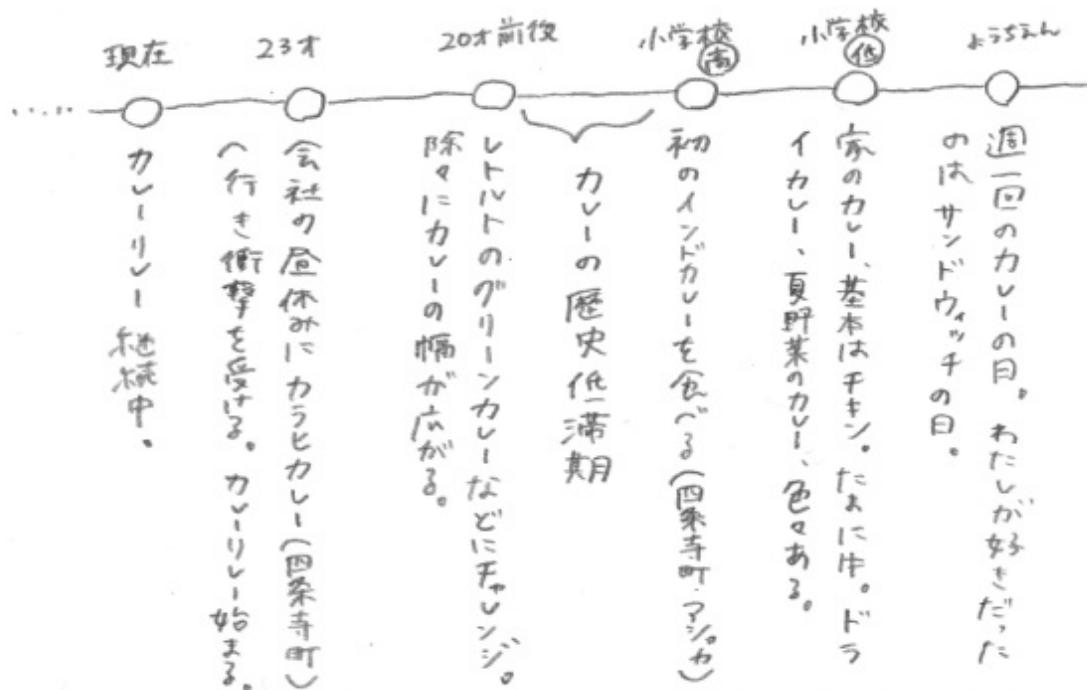 ようちえん
週一回のカレーの日。わたしが好きだった
のはサンドウィッチの日。
小学校
低
家のカレー、基本はチキン。たまに牛。ドラ
イカレー、夏野菜のカレー、色々ある。
小学校
高
初のインドカレーを食べる(四条寺町・アジョカ)
カレーの歴史 低滞期
20才前後
レトルトのグリーンカレーなどにチャレンジ。
除々にカレーの幅が広がる。
23才
会社の昼休みにカラヒカレー(四条寺町)
へ行き衝撃を受ける。カレーリレー始まる。
現在
カレーリレー継続中。